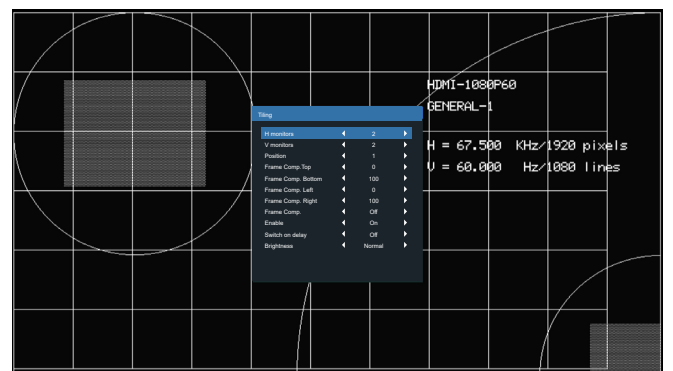 HDMI-1080P60
GENERAL-1
H = 67.500 KHz/1920 pixels
V = 60.000 Hz/1080 lines
Tiling
H monitors 2
V monitors 2
Position 1
Frame Comp.Top 0
Frame Comp. Bottom 100
Frame Comp. Left 0
Frame Comp. Right 100
Frame Comp. Off
Enable On
Switch on delay Off
Brightness Normal